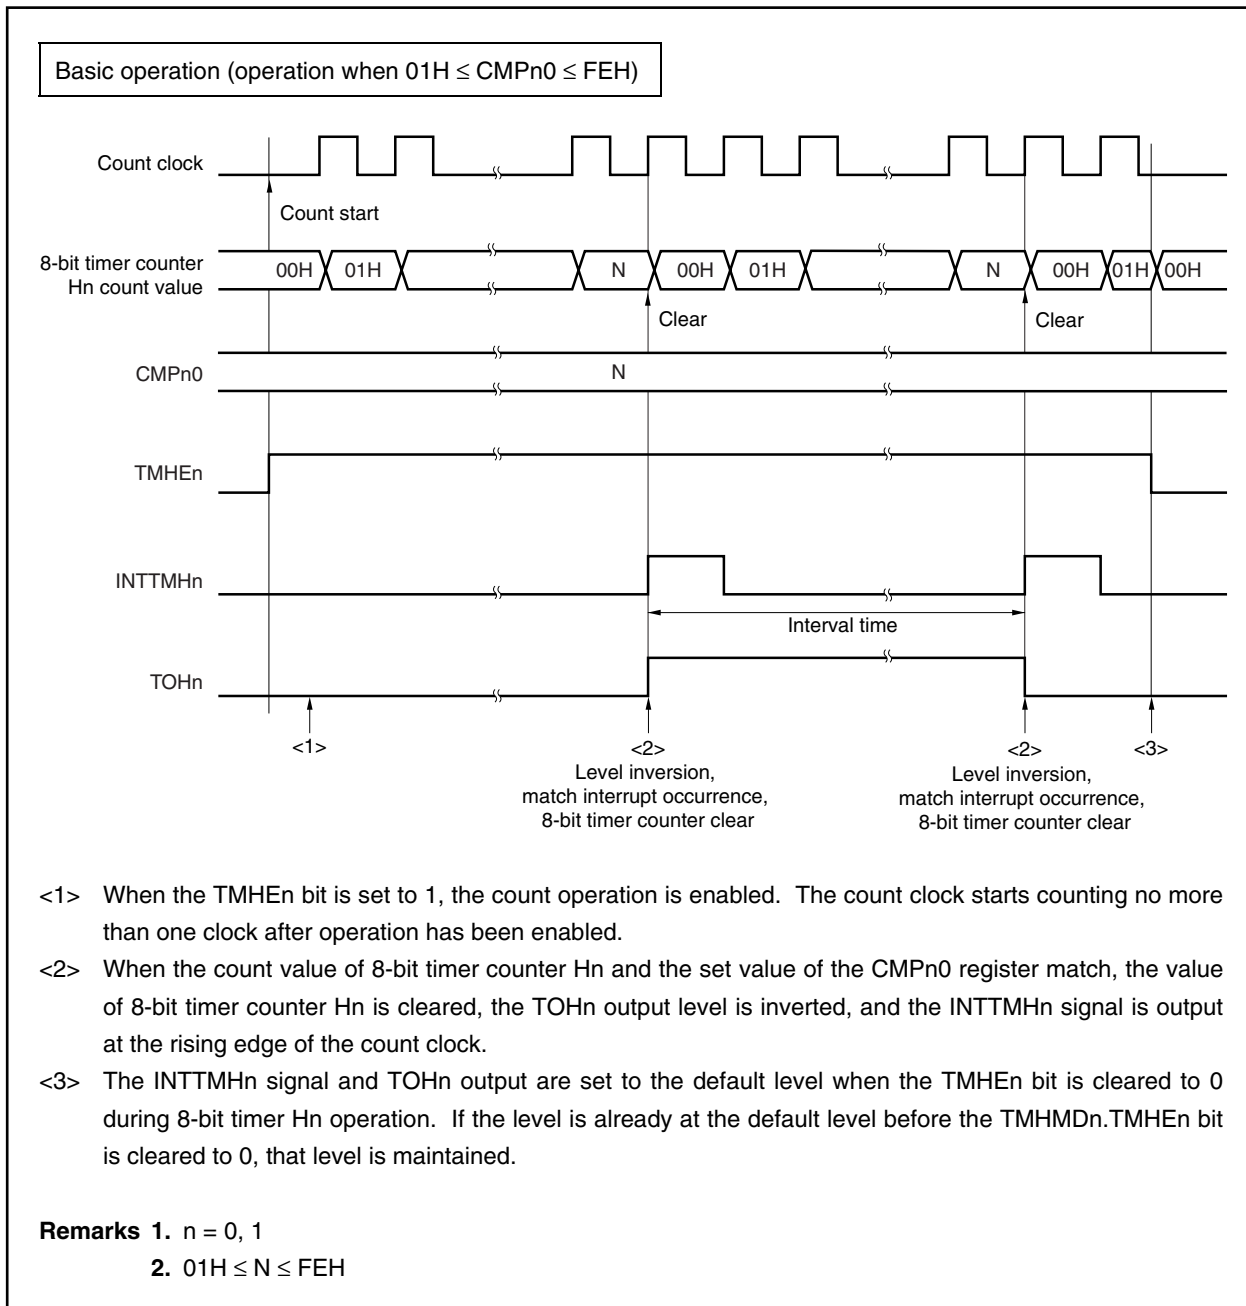 Basic operation (operation when 01H ≤ CMPn0 ≤ FEH)
Count clock
Count start
8-bit timer counter
Hn count value
00H 01H N 00H 01H N 00H 01H 00H
Clear Clear
CMPn0 N
TMHEn
INTTMHn
Interval time
TOHn
<1> <2> <2> <3>
Level inversion, Level inversion,
match interrupt occurrence, match interrupt occurrence,
8-bit timer counter clear 8-bit timer counter clear
<1> When the TMHEn bit is set to 1, the count operation is enabled. The count clock starts counting no more
than one clock after operation has been enabled.
<2> When the count value of 8-bit timer counter Hn and the set value of the CMPn0 register match, the value
of 8-bit timer counter Hn is cleared, the TOHn output level is inverted, and the INTTMHn signal is output
at the rising edge of the count clock.
<3> The INTTMHn signal and TOHn output are set to the default level when the TMHEn bit is cleared to 0
during 8-bit timer Hn operation. If the level is already at the default level before the TMHMDn.TMHEn bit
is cleared to 0, that level is maintained.
Remarks 1. n = 0, 1
2. 01H ≤ N ≤ FEH